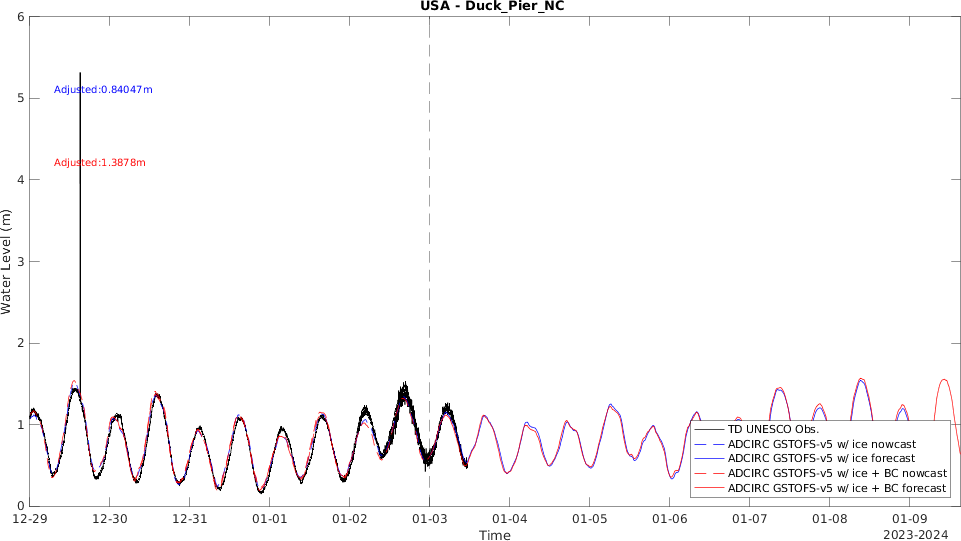 USA - Duck_Pier_NC
6
5
4
3
2
1
0
Water Level (m)
Adjusted:0.84047m
Adjusted:1.3878m
TD UNESCO Obs.
ADCIRC GSTOFS-v5 w/ ice nowcast
ADCIRC GSTOFS-v5 w/ ice forecast
ADCIRC GSTOFS-v5 w/ ice + BC nowcast
ADCIRC GSTOFS-v5 w/ ice + BC forecast
12-29 12-30 12-31 01-01 01-02 01-03 01-04 01-05 01-06 01-07 01-08 01-09
Time
2023-2024